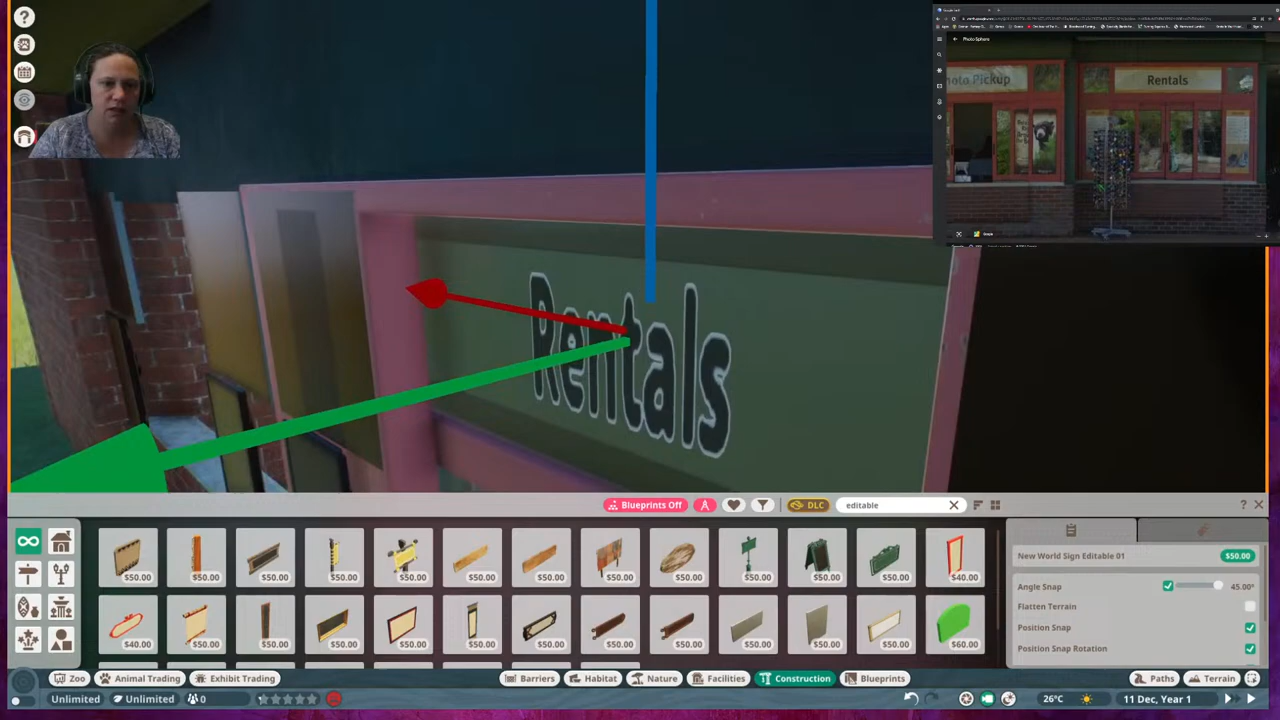 Photo Sphere
oto Pickup
Rentals
Google
Rentals
Blueprints Off
DLC
editable
?
$50.00 $50.00 $50.00 $50.00 $50.00 $50.00 $50.00 $50.00 $50.00 $50.00 $50.00 $50.00 $40.00
$40.00 $50.00 $50.00 $50.00 $50.00 $50.00 $50.00 $50.00 $50.00 $50.00 $50.00 $50.00 $60.00
New World Sign Editable 01 $50.00
Angle Snap 45.00°
Flatten Terrain
Position Snap
Position Snap Rotation
Zoo Animal Trading Exhibit Trading Barriers Habitat Nature Facilities Construction Blueprints Paths Terrain
Unlimited Unlimited 0 26°C 11 Dec, Year 1